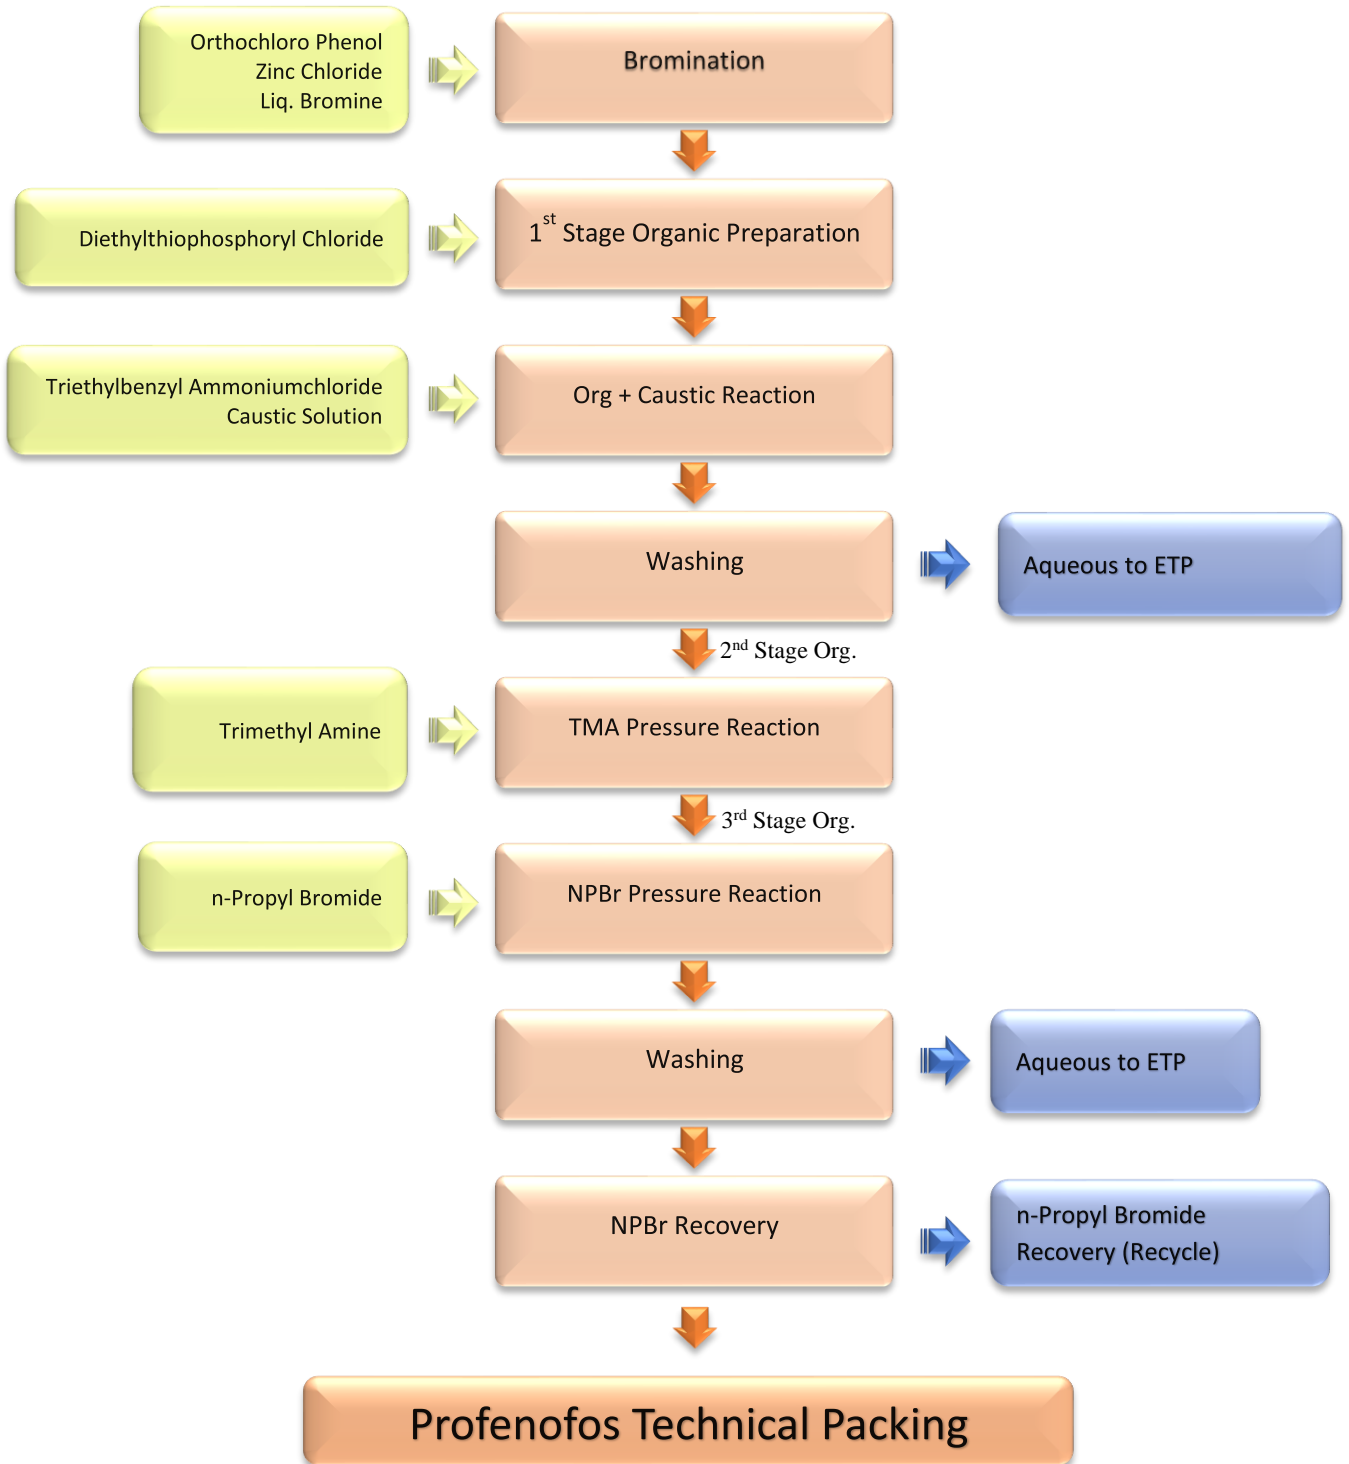 Orthochloro Phenol
Zinc Chloride
Liq. Bromine
Bromination
Diethylthiophosphoryl Chloride
1st Stage Organic Preparation
Triethylbenzyl Ammoniumchloride
Caustic Solution
Org + Caustic Reaction
Washing
Aqueous to ETP
2nd Stage Org.
Trimethyl Amine
TMA Pressure Reaction
3rd Stage Org.
n-Propyl Bromide
NPBr Pressure Reaction
Washing
Aqueous to ETP
NPBr Recovery
n-Propyl Bromide
Recovery (Recycle)
Profenofos Technical Packing